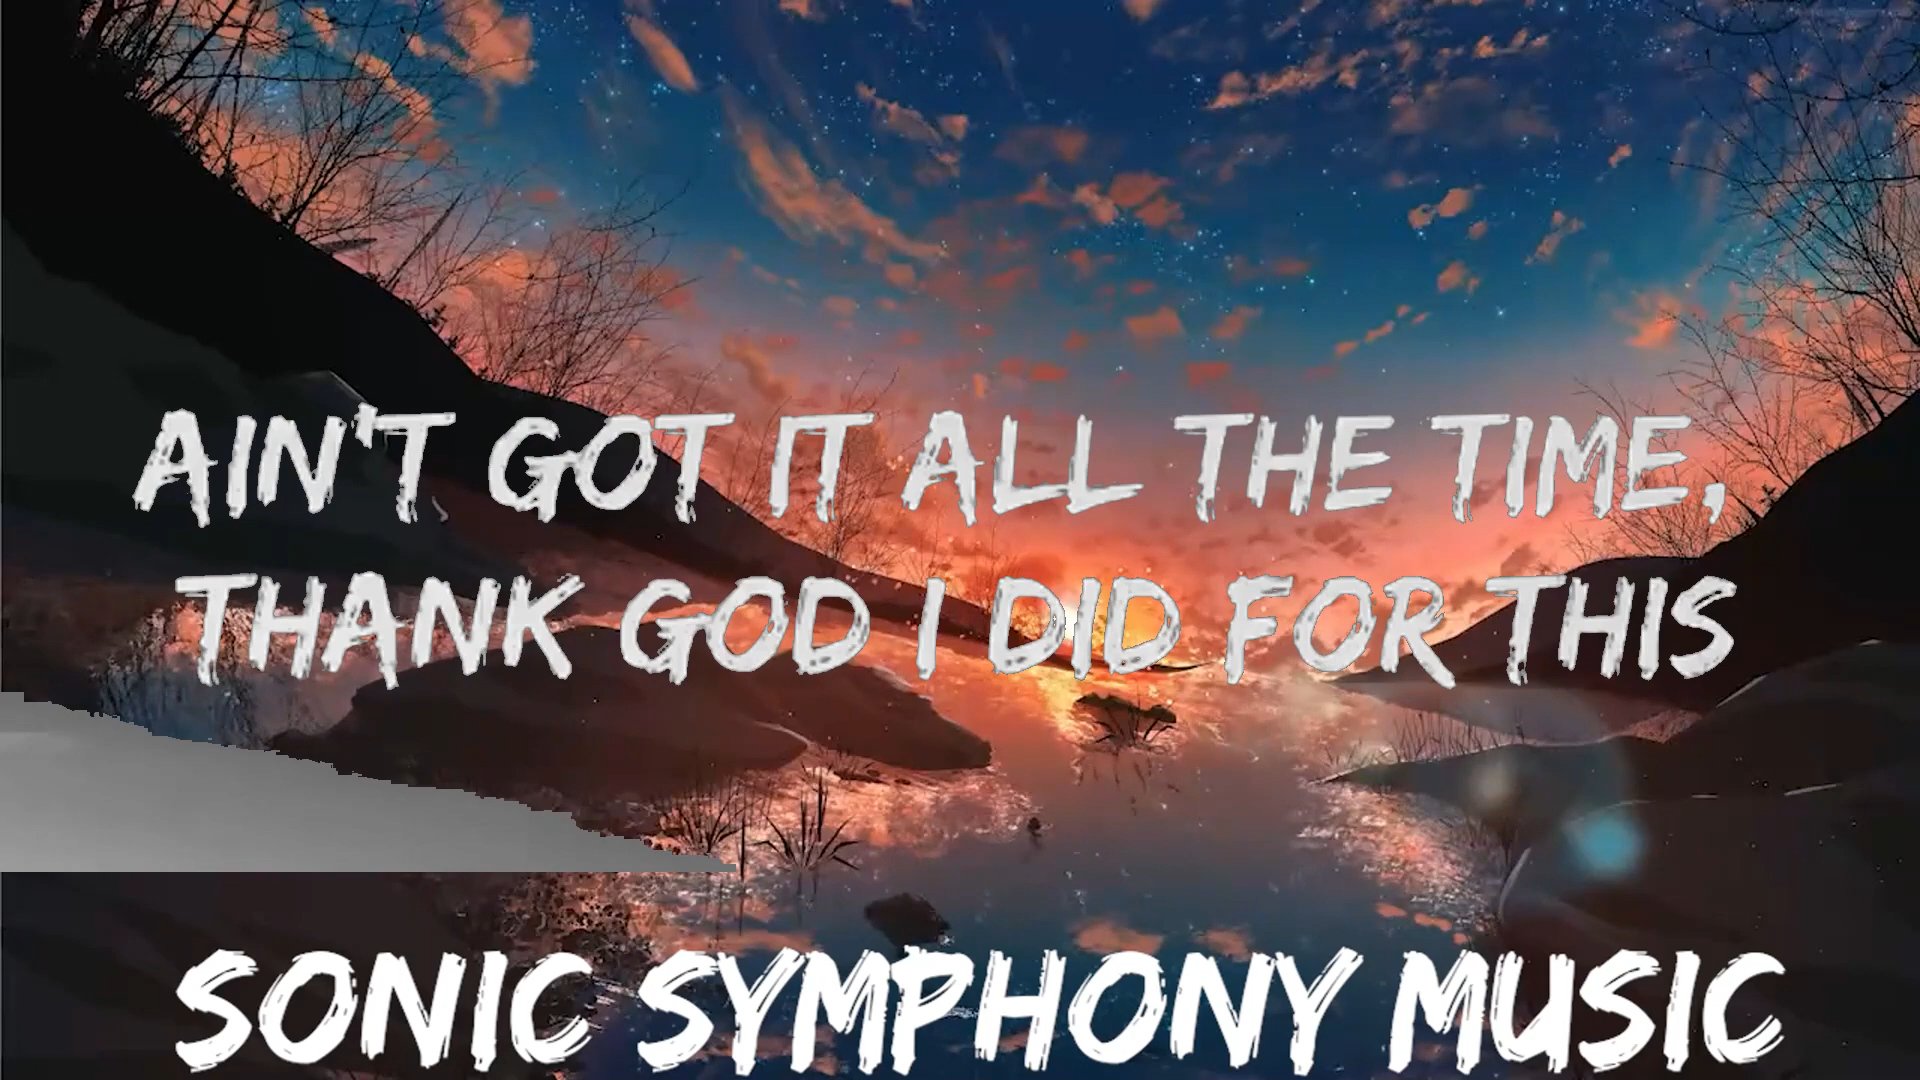 AIN'T GOT IT ALL THE TIME,
THANK GOD I DID FOR THIS
SONIC SYMPHONY MUSIC